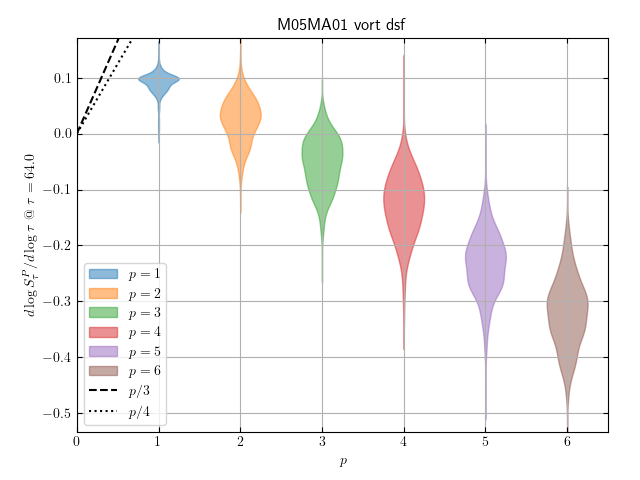 M05MA01 vort dsf
d log S_τ^P / d log τ @ τ = 64.0
0.1
0.0
−0.1
−0.2
−0.3
−0.4
−0.5
p = 1
p = 2
p = 3
p = 4
p = 5
p = 6
p/3
p/4
0 1 2 3 4 5 6
p